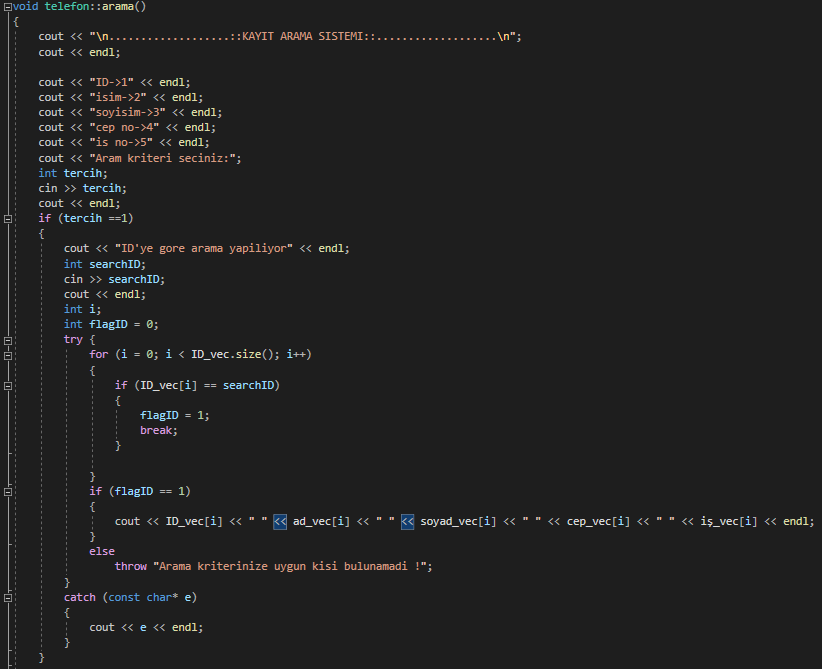 void telefon::arama()
{
cout << "\n...................::KAYIT ARAMA SISTEMI::...................\n";
cout << endl;
cout << "ID->1" << endl;
cout << "isim->2" << endl;
cout << "soyisim->3" << endl;
cout << "cep no->4" << endl;
cout << "is no->5" << endl;
cout << "Aram kriteri seciniz:";
int tercih;
cin >> tercih;
cout << endl;
if (tercih ==1)
{
cout << "ID'ye gore arama yapiliyor" << endl;
int searchID;
cin >> searchID;
cout << endl;
int i;
int flagID = 0;
try {
for (i = 0; i < ID_vec.size(); i++)
{
if (ID_vec[i] == searchID)
{
flagID = 1;
break;
}
}
if (flagID == 1)
{
cout << ID_vec[i] << " " << ad_vec[i] << " " << soyad_vec[i] << " " << cep_vec[i] << " " << iş_vec[i] << endl;
}
else
throw "Arama kriterinize uygun kisi bulunamadi !";
}
catch (const char* e)
{
cout << e << endl;
}
}